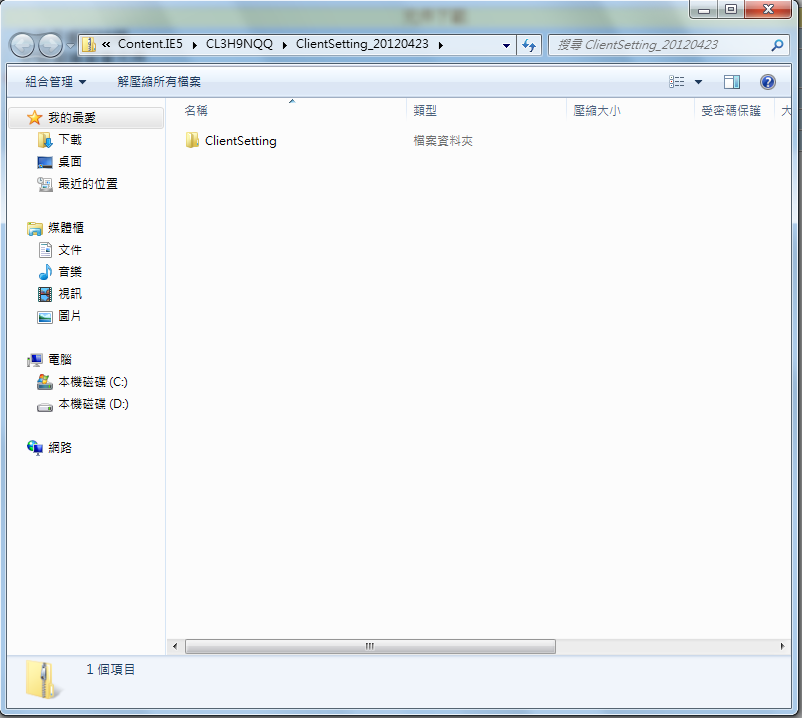 « Content.IE5 ▸ CL3H9NQQ ▸ ClientSetting_20120423 ▸
搜尋 ClientSetting_20120423
組合管理 解壓縮所有檔案
名稱 類型 壓縮大小 受密碼保護 大
ClientSetting 檔案資料夾
我的最愛
下載
桌面
最近的位置
媒體櫃
文件
音樂
視訊
圖片
電腦
本機磁碟 (C:)
本機磁碟 (D:)
網路
1 個項目